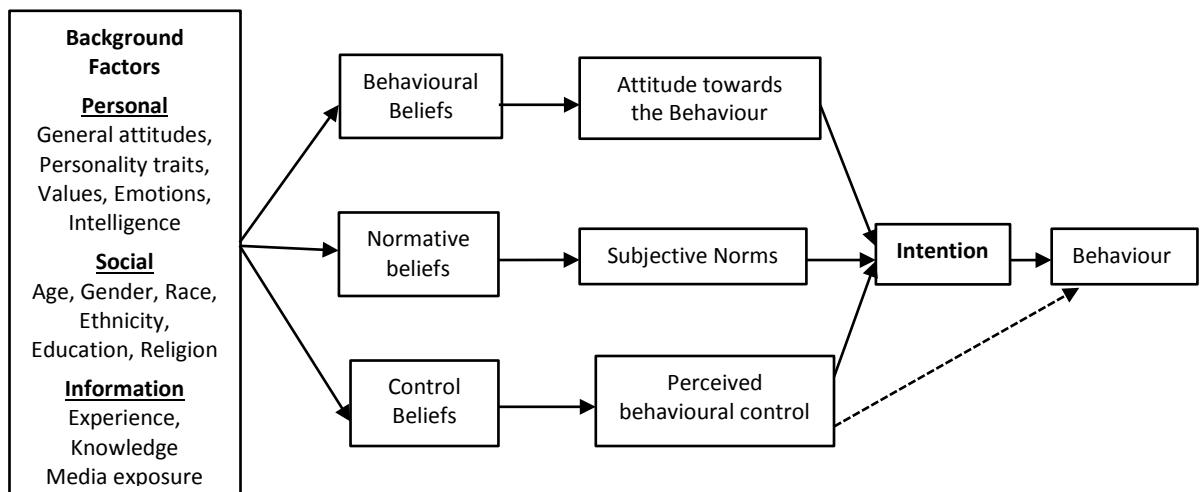 Background
Factors
Personal
General attitudes,
Personality traits,
Values, Emotions,
Intelligence
Social
Age, Gender, Race,
Ethnicity,
Education, Religion
Information
Experience,
Knowledge
Media exposure
Behavioural
Beliefs
Attitude towards
the Behaviour
Normative
beliefs
Subjective Norms
Intention
Behaviour
Control
Beliefs
Perceived
behavioural control